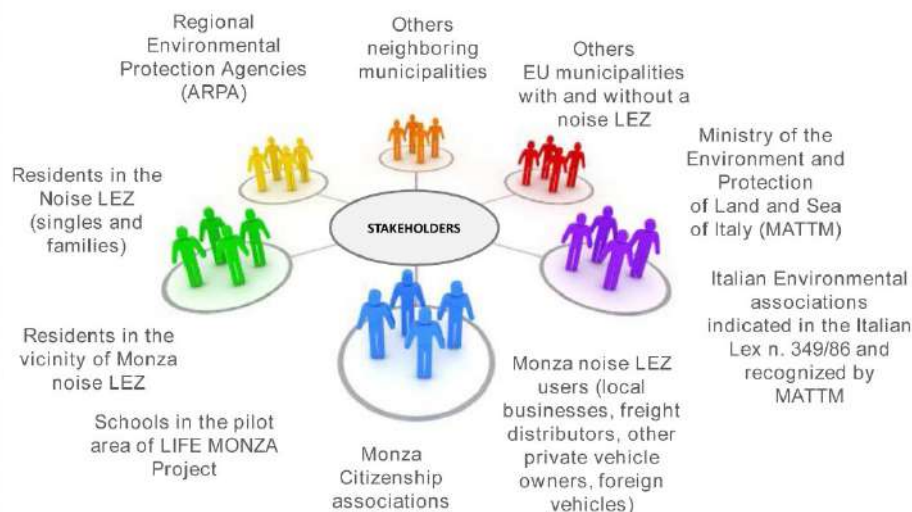 Regional
Environmental
Protection Agencies
(ARPA)
Others
neighboring
municipalities
Others
EU municipalities
with and without a
noise LEZ
Ministry of the
Environment and
Protection
of Land and Sea
of Italy (MATTM)
Residents in the
Noise LEZ
(singles and
families)
STAKEHOLDERS
Italian Environmental
associations
indicated in the Italian
Lex n. 349/86 and
recognized by
MATTM
Residents in the
vicinity of Monza
noise LEZ
Schools in the pilot
area of LIFE MONZA
Project
Monza
Citizenship
associations
Monza noise LEZ
users (local
businesses, freight
distributors, other
private vehicle
owners, foreign
vehicles)